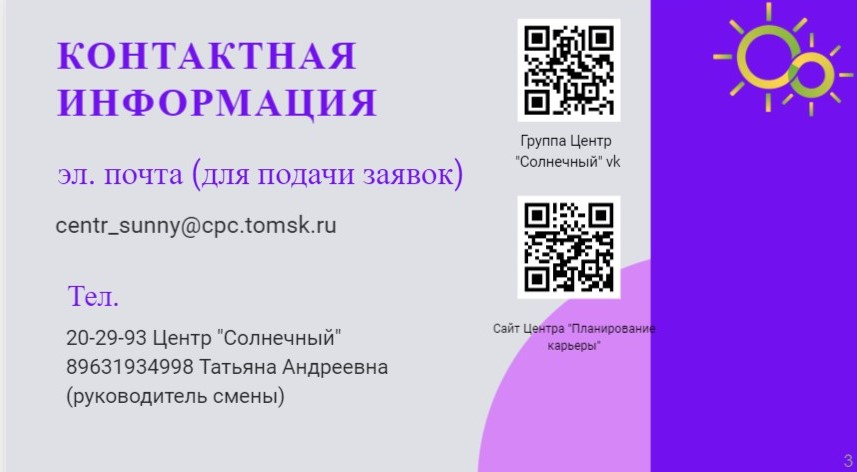 КОНТАКТНАЯ
ИНФОРМАЦИЯ
эл. почта (для подачи заявок)
centr_sunny@cpc.tomsk.ru
Тел.
20-29-93 Центр "Солнечный"
89631934998 Татьяна Андреевна
(руководитель смены)
Группа Центр
"Солнечный" vk
Сайт Центра "Планирование
карьеры"
3